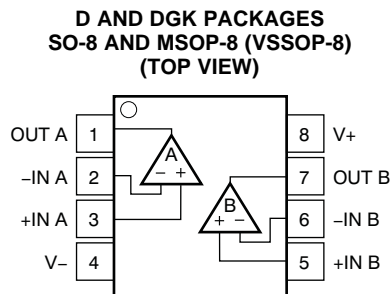 D AND DGK PACKAGES
SO-8 AND MSOP-8 (VSSOP-8)
(TOP VIEW)
OUT A 1 8 V+
A
–IN A 2 – + 7 OUT B
B
+IN A 3 + – 6 –IN B
V– 4 5 +IN B